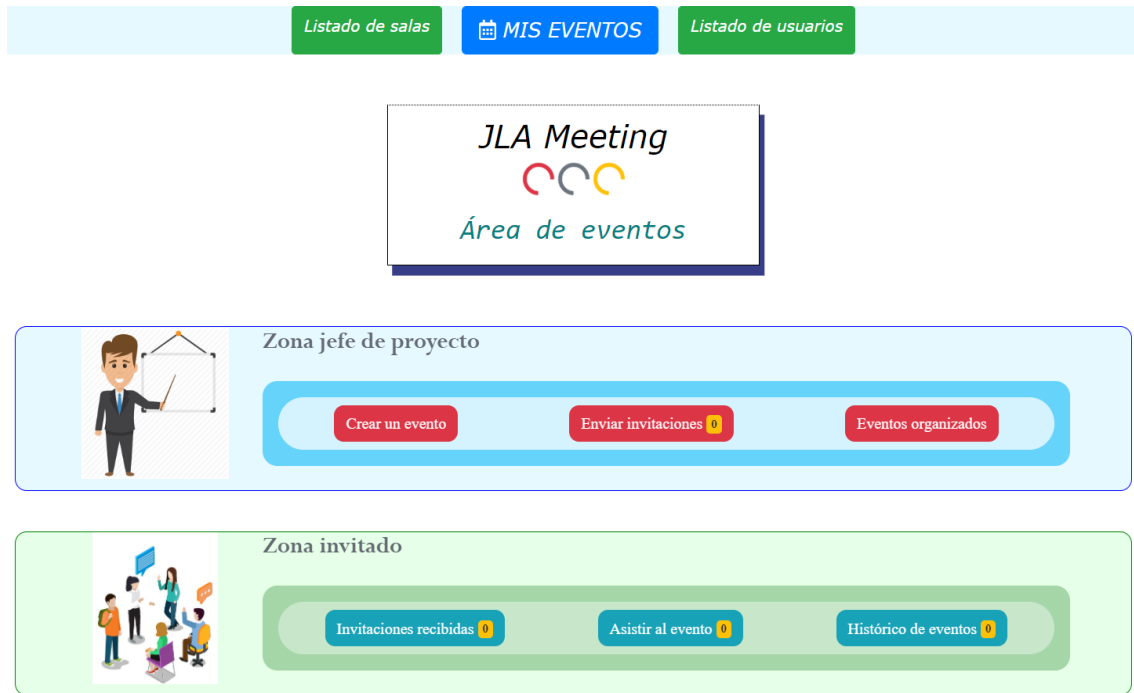 Listado de salas
MIS EVENTOS
Listado de usuarios
JLA Meeting
Área de eventos
Zona jefe de proyecto
Crear un evento
Enviar invitaciones 0
Eventos organizados
Zona invitado
Invitaciones recibidas 0
Asistir al evento 0
Histórico de eventos 0